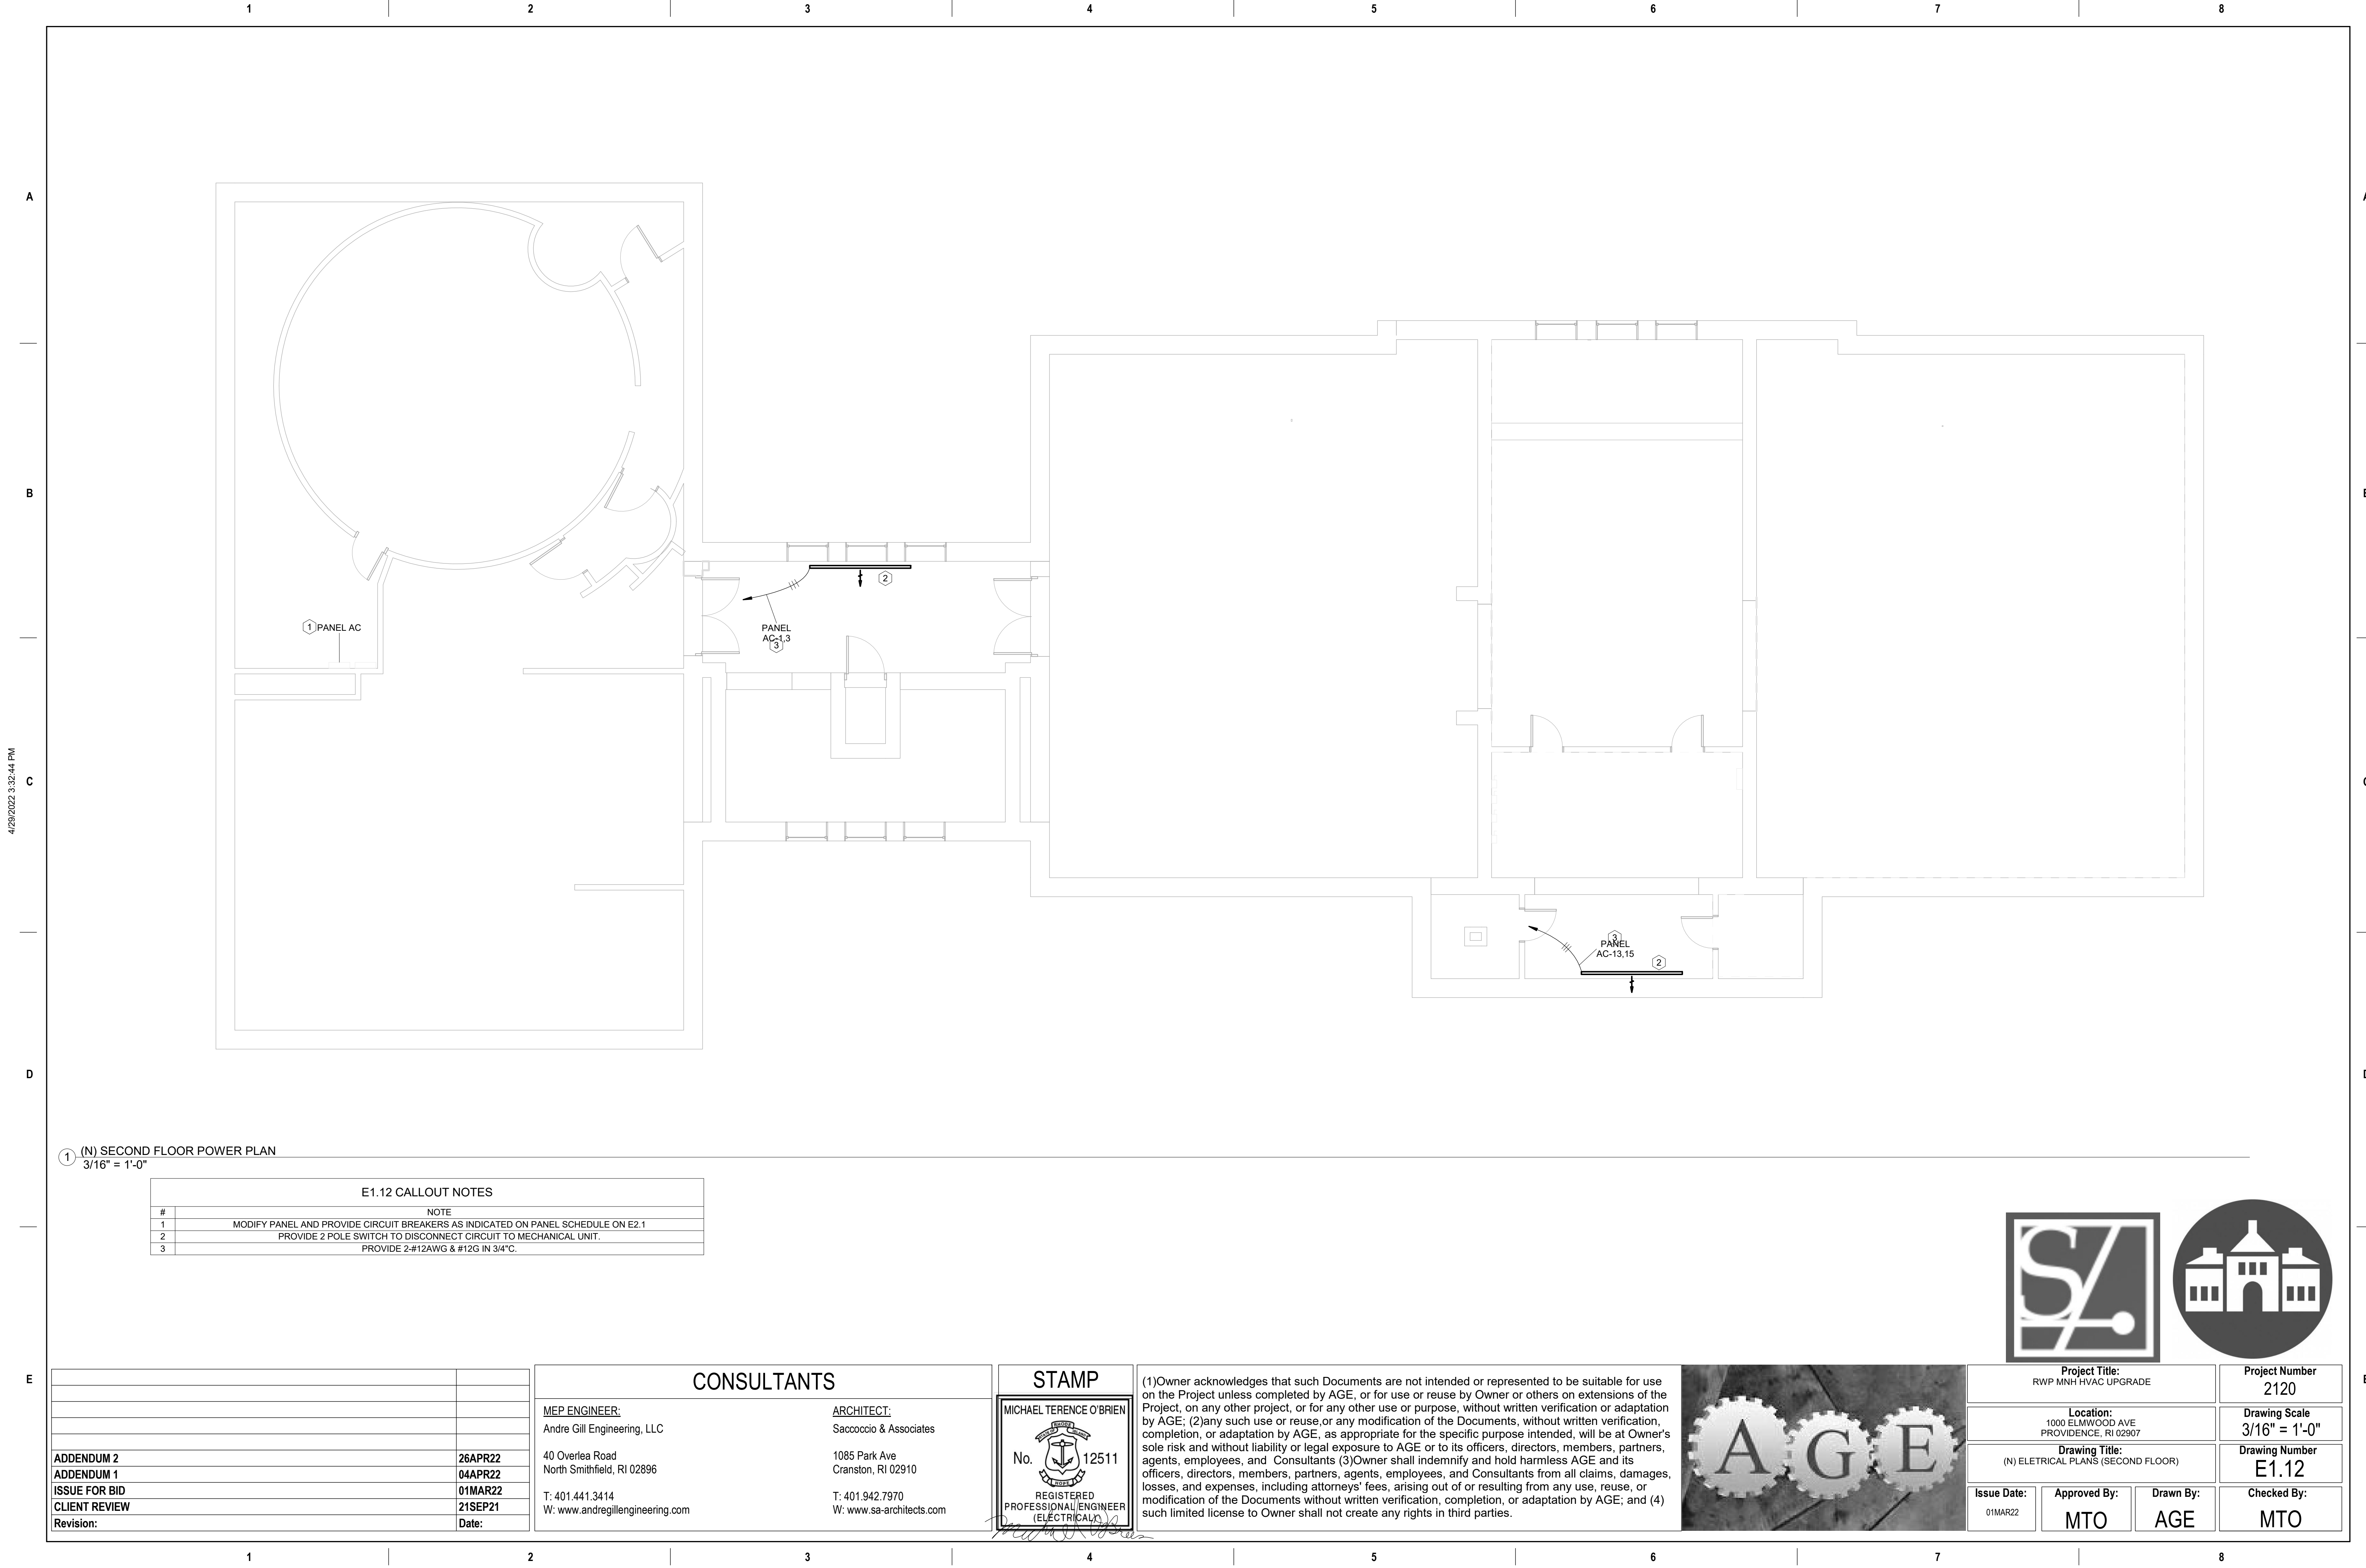 1 2 3 4 5 6 7 8
A A
B B
1 PANEL AC
2
PANEL
AC-1,3
3
C C
4/29/2022 3:32:44 PM
3
PANEL
AC-13,15
2
D D
1 (N) SECOND FLOOR POWER PLAN
3/16" = 1'-0"
E1.12 CALLOUT NOTES
# NOTE
1 MODIFY PANEL AND PROVIDE CIRCUIT BREAKERS AS INDICATED ON PANEL SCHEDULE ON E2.1
2 PROVIDE 2 POLE SWITCH TO DISCONNECT CIRCUIT TO MECHANICAL UNIT.
3 PROVIDE 2-#12AWG & #12G IN 3/4"C.
E E
ADDENDUM 2 26APR22
ADDENDUM 1 04APR22
ISSUE FOR BID 01MAR22
CLIENT REVIEW 21SEP21
Revision: Date:
CONSULTANTS
MEP ENGINEER:
Andre Gill Engineering, LLC
40 Overlea Road
North Smithfield, RI 02896
T: 401.441.3414
W: www.andregillengineering.com
ARCHITECT:
Saccoccio & Associates
1085 Park Ave
Cranston, RI 02910
T: 401.942.7970
W: www.sa-architects.com
STAMP
MICHAEL TERENCE O'BRIEN
No. 12511
HOPE
REGISTERED
PROFESSIONAL ENGINEER
(ELECTRICAL)
(1)Owner acknowledges that such Documents are not intended or represented to be suitable for use
on the Project unless completed by AGE, or for use or reuse by Owner or others on extensions of the
Project, on any other project, or for any other use or purpose, without written verification or adaptation
by AGE; (2)any such use or reuse,or any modification of the Documents, without written verification,
completion, or adaptation by AGE, as appropriate for the specific purpose intended, will be at Owner's
sole risk and without liability or legal exposure to AGE or to its officers, directors, members, partners,
agents, employees, and Consultants (3)Owner shall indemnify and hold harmless AGE and its
officers, directors, members, partners, agents, employees, and Consultants from all claims, damages,
losses, and expenses, including attorneys' fees, arising out of or resulting from any use, reuse, or
modification of the Documents without written verification, completion, or adaptation by AGE; and (4)
such limited license to Owner shall not create any rights in third parties.
AGE
Project Title:
RWP MNH HVAC UPGRADE
Location:
1000 ELMWOOD AVE
PROVIDENCE, RI 02907
Drawing Title:
(N) ELETRICAL PLANS (SECOND FLOOR)
Issue Date:
01MAR22
Approved By:
MTO
Drawn By:
AGE
Project Number
2120
Drawing Scale
3/16" = 1'-0"
Drawing Number
E1.12
Checked By:
MTO
1 2 3 4 5 6 7 8